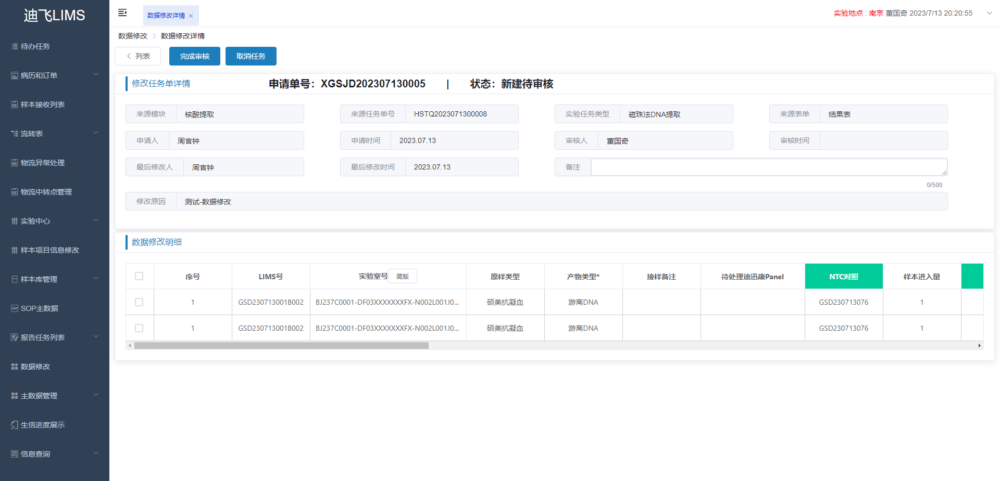 迪飞LIMS
待办任务
病历和订单
样本接收列表
流转表
物流异常处理
物流中转点管理
实验中心
样本项目信息修改
样本库管理
SOP主数据
报告任务列表
数据修改
主数据管理
生信进度展示
信息查询
数据修改详情
实验地点 : 南京 董国奇 2023/7/13 20:20:55
数据修改 > 数据修改详情
列表 完成审核 取消任务
修改任务单详情 申请单号：XGSJD202307130005 | 状态：新建待审核
来源模块 核酸提取 来源任务单号 HSTQ2023071300008 实验任务类型 磁珠法DNA提取 来源表单 结果表
申请人 周官钟 申请时间 2023.07.13 审核人 董国奇 审核时间
最后修改人 周官钟 最后修改时间 2023.07.13 备注
0/500
修改原因 测试-数据修改
数据修改明细
序号 LIMS号 实验室号 简版 原样类型 产物类型* 接样备注 待处理迪迅康Panel NTC对照 样本进入量
1 GSD230713001B002 BJ237C0001-DF03XXXXXXXFX-N002L001J0... 硕美抗凝血 游离DNA GSD230713076 1
1 GSD230713001B002 BJ237C0001-DF03XXXXXXXFX-N002L001J0... 硕美抗凝血 游离DNA GSD230713076 1